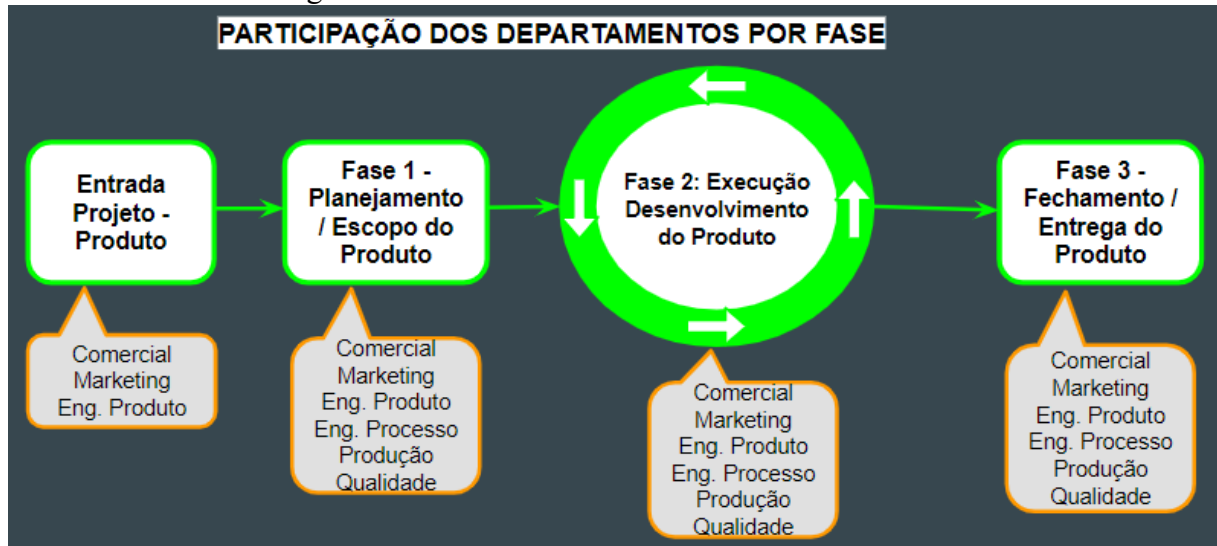 PARTICIPAÇÃO DOS DEPARTAMENTOS POR FASE
Entrada
Projeto -
Produto
Fase 1 -
Planejamento
/ Escopo do
Produto
Fase 2: Execução
Desenvolvimento
do Produto
Fase 3 -
Fechamento /
Entrega do
Produto
Comercial
Marketing
Eng. Produto
Comercial
Marketing
Eng. Produto
Eng. Processo
Produção
Qualidade
Comercial
Marketing
Eng. Produto
Eng. Processo
Produção
Qualidade
Comercial
Marketing
Eng. Produto
Eng. Processo
Produção
Qualidade